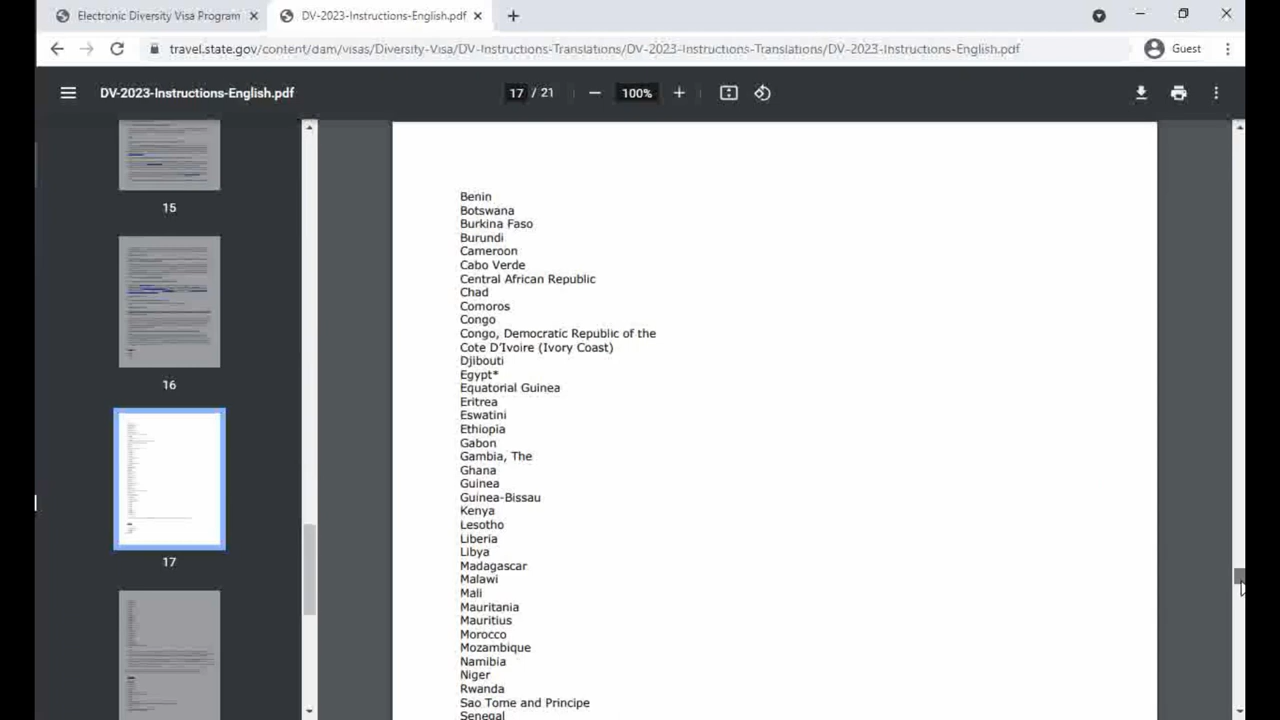 Electronic Diversity Visa Program
DV-2023-Instructions-English.pdf
travel.state.gov/content/dam/visas/Diversity-Visa/DV-Instructions-Translations/DV-2023-Instructions-Translations/DV-2023-Instructions-English.pdf
Guest
DV-2023-Instructions-English.pdf
17 / 21
100%
15
16
17
Benin
Botswana
Burkina Faso
Burundi
Cameroon
Cabo Verde
Central African Republic
Chad
Comoros
Congo
Congo, Democratic Republic of the
Cote D'Ivoire (Ivory Coast)
Djibouti
Egypt*
Equatorial Guinea
Eritrea
Eswatini
Ethiopia
Gabon
Gambia, The
Ghana
Guinea
Guinea-Bissau
Kenya
Lesotho
Liberia
Libya
Madagascar
Malawi
Mali
Mauritania
Mauritius
Morocco
Mozambique
Namibia
Niger
Rwanda
Sao Tome and Principe
Senegal